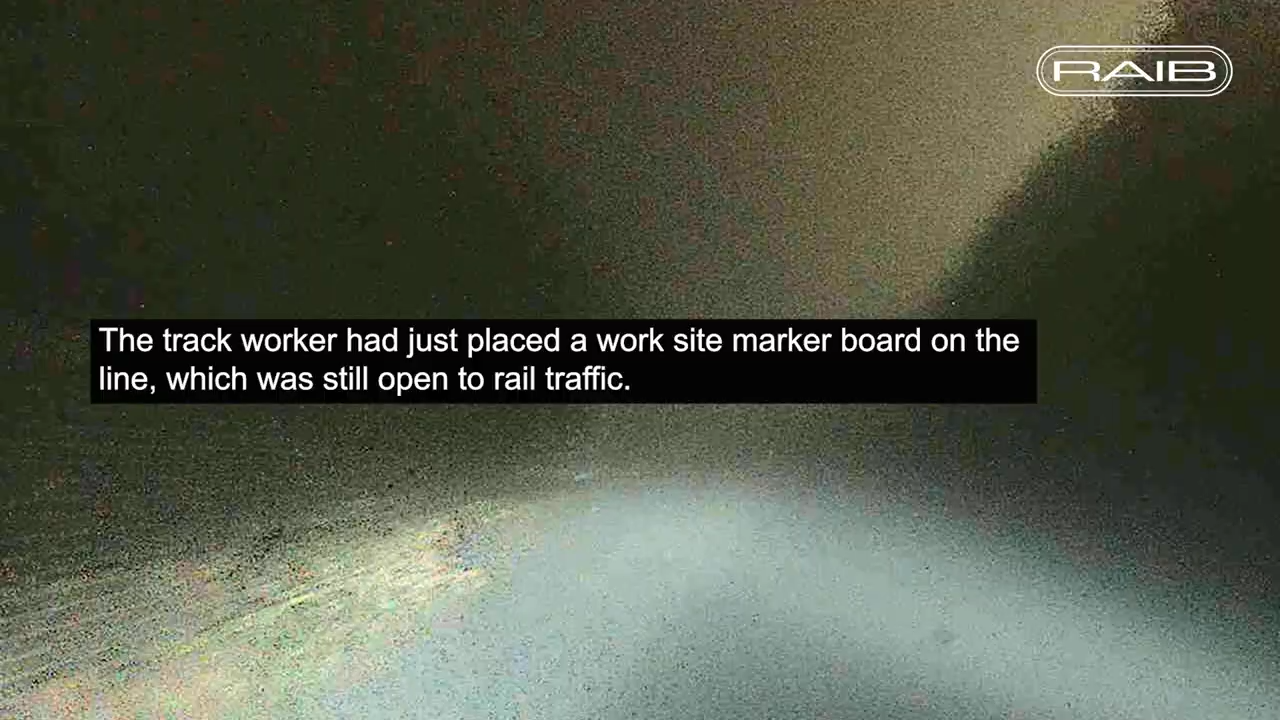 RAIB
The track worker had just placed a work site marker board on the
line, which was still open to rail traffic.